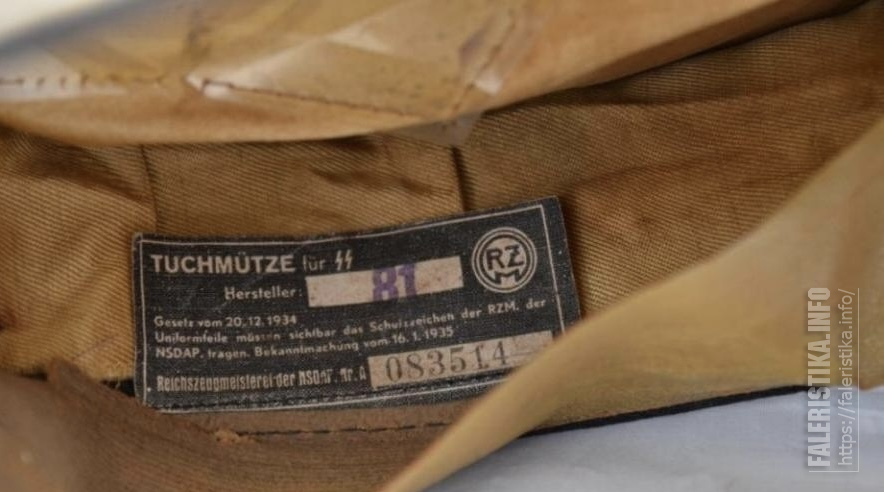 TUCHMÜTZE für ᛋᛋ
RZM
Hersteller: 81
Gesetz vom 20.12.1934
Uniformteile müssen sichtbar das Schutzzeichen der RZM. der
NSDAP. tragen. Bekanntmachung vom 16.1.1935
Reichszeugmeisterei der NSDAP. Nr. A 083514
FALERISTIKA.INFO
https://faleristika.info/